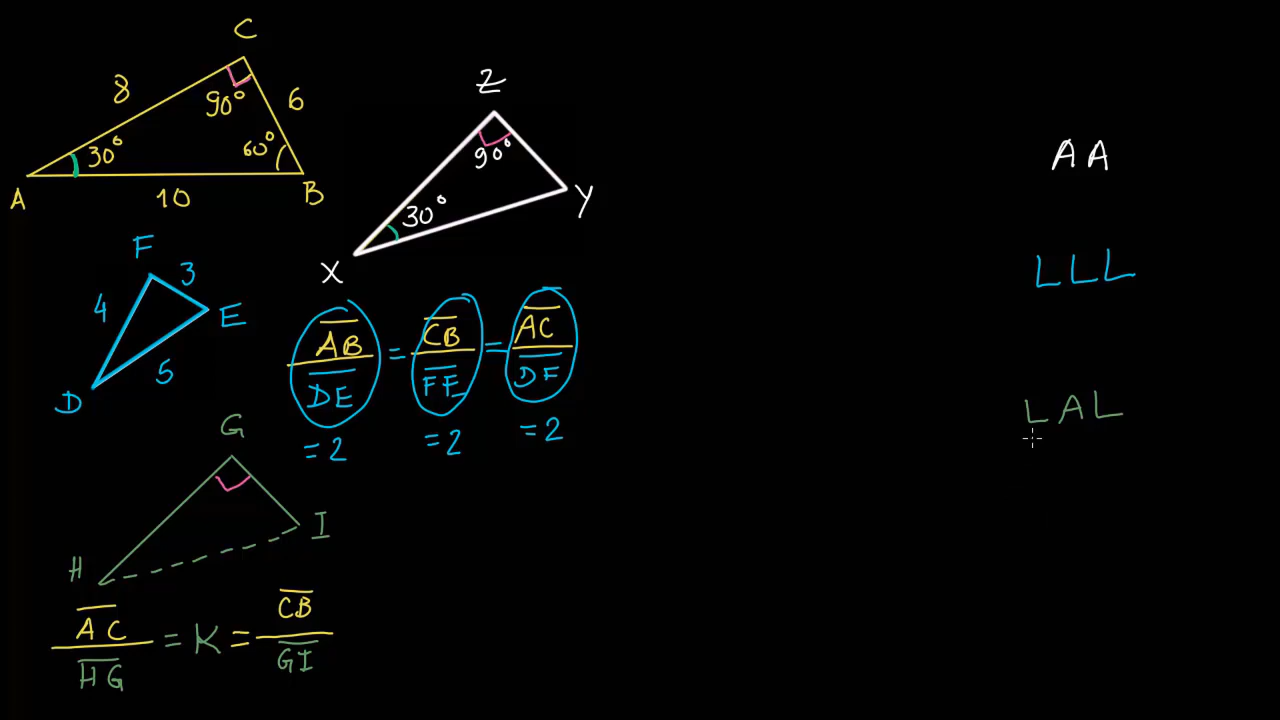 C
8
90°
6
30°
60°
A
10
B
Z
90°
30°
Y
X
F
3
4
E
5
D
AB/DE = CB/FE = AC/DF
=2 =2 =2
G
H
I
AC/HG = K = CB/GI
AA
LLL
LAL